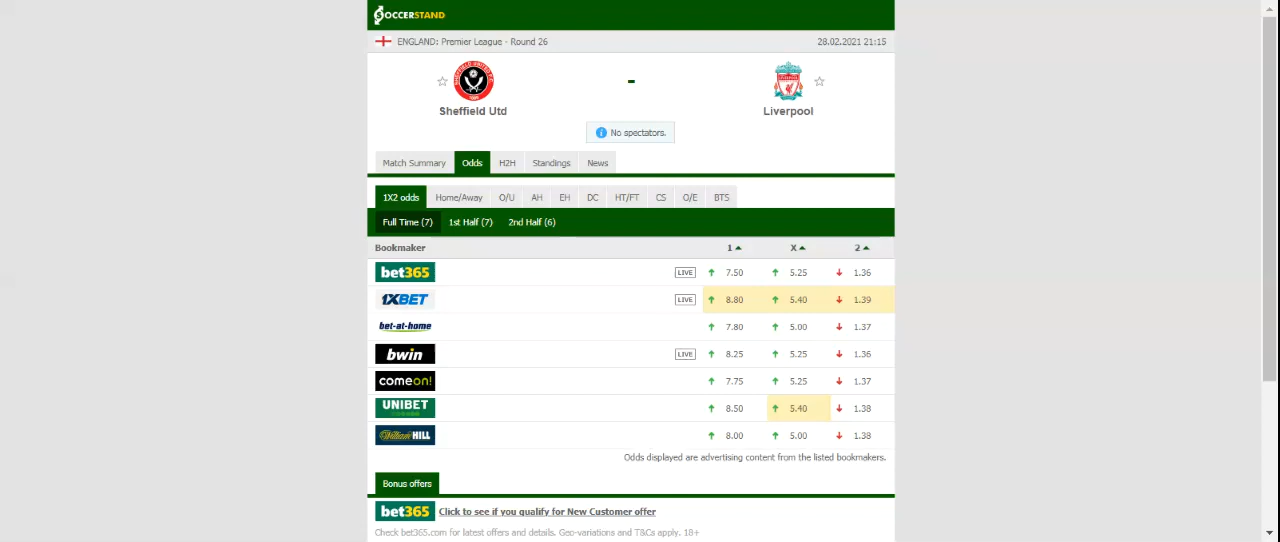 SOCCERSTAND
ENGLAND: Premier League - Round 26 28.02.2021 21:15
-
Sheffield Utd Liverpool
No spectators.
Match Summary Odds H2H Standings News
1X2 odds Home/Away O/U AH EH DC HT/FT CS O/E BTS
Full Time (7) 1st Half (7) 2nd Half (6)
Bookmaker 1 X 2
bet365 LIVE 7.50 5.25 1.36
1XBET LIVE 8.80 5.40 1.39
bet-at-home 7.80 5.00 1.37
bwin LIVE 8.25 5.25 1.36
comeon! 7.75 5.25 1.37
UNIBET 8.50 5.40 1.38
William HILL 8.00 5.00 1.38
Odds displayed are advertising content from the listed bookmakers.
Bonus offers
bet365 Click to see if you qualify for New Customer offer
Check bet365.com for latest offers and details. Geo-variations and T&Cs apply. 18+